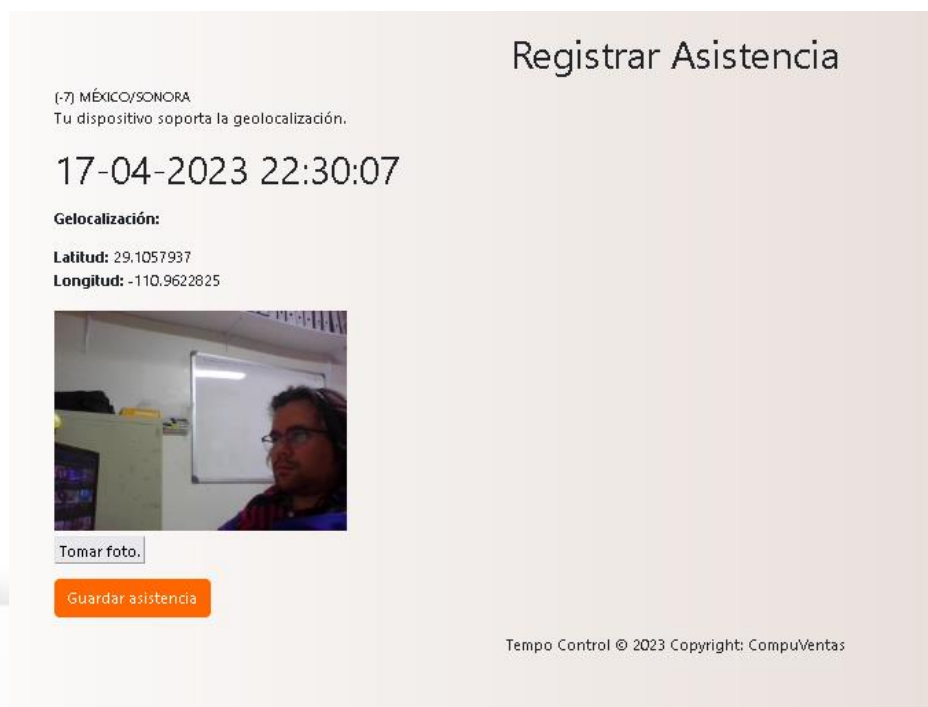 Registrar Asistencia
(-7) MÉXICO/SONORA
Tu dispositivo soporta la geolocalización.
17-04-2023 22:30:07
Gelocalización:
Latitud: 29.1057937
Longitud: -110.9622825
Tomar foto.
Guardar asistencia
Tempo Control © 2023 Copyright: CompuVentas